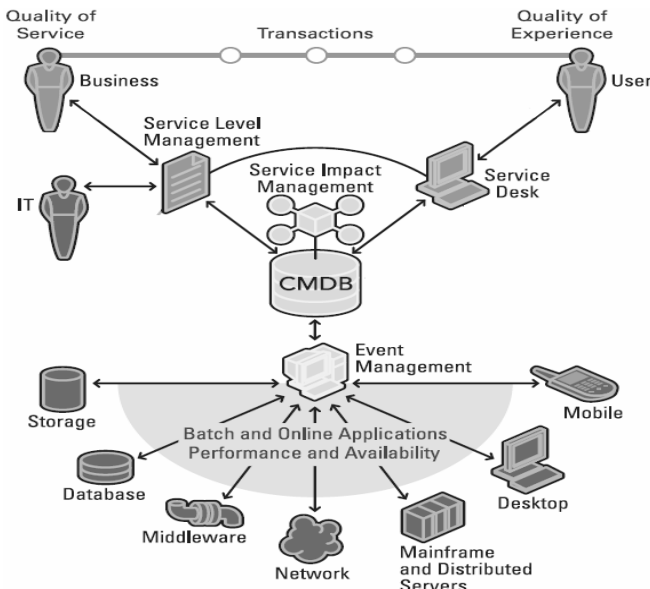 Quality of
Service
Transactions
Quality of
Experience
Business
User
Service Level
Management
Service Impact
Management
Service
Desk
IT
CMDB
Event
Management
Storage
Mobile
Batch and Online Applications
Performance and Availability
Database
Desktop
Middleware
Network
Mainframe
and Distributed
Servers